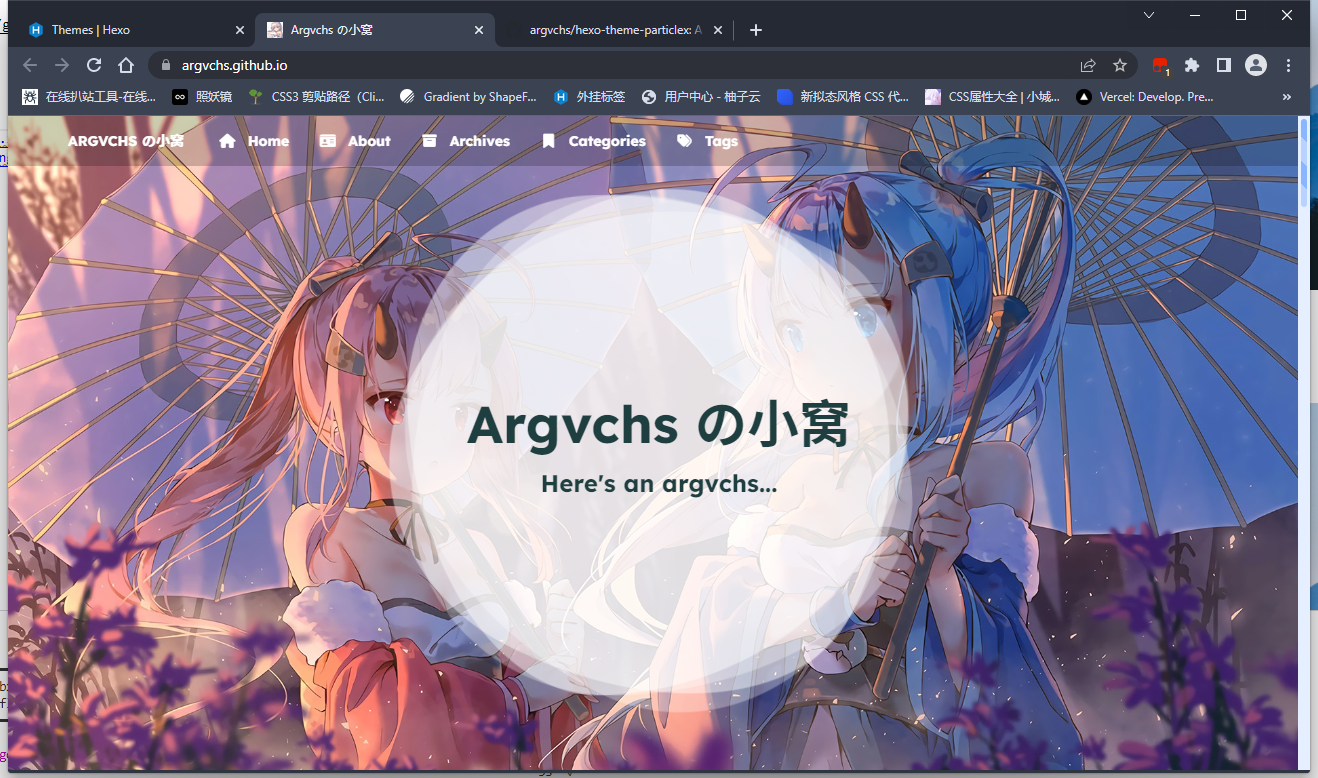 Themes | Hexo
Argvchs の小窝
argvchs/hexo-theme-particlex: A
argvchs.github.io
1
在线扒站工具-在线...
照妖镜
CSS3 剪贴路径（Cli...
Gradient by ShapeF...
外挂标签
用户中心 - 柚子云
新拟态风格 CSS 代...
CSS属性大全 | 小城...
Vercel: Develop. Pre...
»
ARGVCHS の小窝
Home
About
Archives
Categories
Tags
Argvchs の小窝
Here's an argvchs...